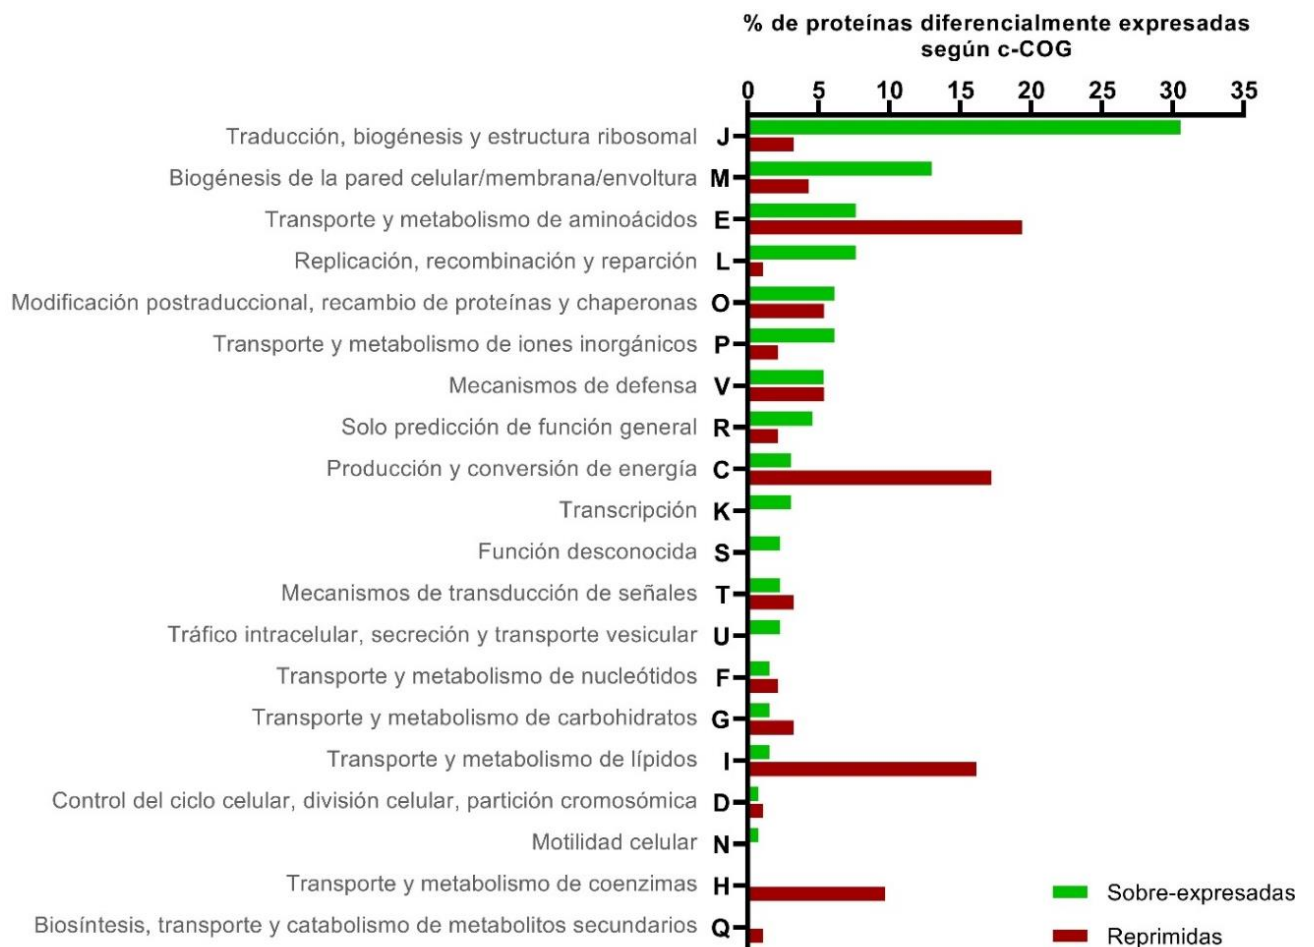 % de proteínas diferencialmente expresadas
según c-COG
0 5 10 15 20 25 30 35
Traducción, biogénesis y estructura ribosomal J
Biogénesis de la pared celular/membrana/envoltura M
Transporte y metabolismo de aminoácidos E
Replicación, recombinación y reparción L
Modificación postraduccional, recambio de proteínas y chaperonas O
Transporte y metabolismo de iones inorgánicos P
Mecanismos de defensa V
Solo predicción de función general R
Producción y conversión de energía C
Transcripción K
Función desconocida S
Mecanismos de transducción de señales T
Tráfico intracelular, secreción y transporte vesicular U
Transporte y metabolismo de nucleótidos F
Transporte y metabolismo de carbohidratos G
Transporte y metabolismo de lípidos I
Control del ciclo celular, división celular, partición cromosómica D
Motilidad celular N
Transporte y metabolismo de coenzimas H
Biosíntesis, transporte y catabolismo de metabolitos secundarios Q
Sobre-expresadas
Reprimidas